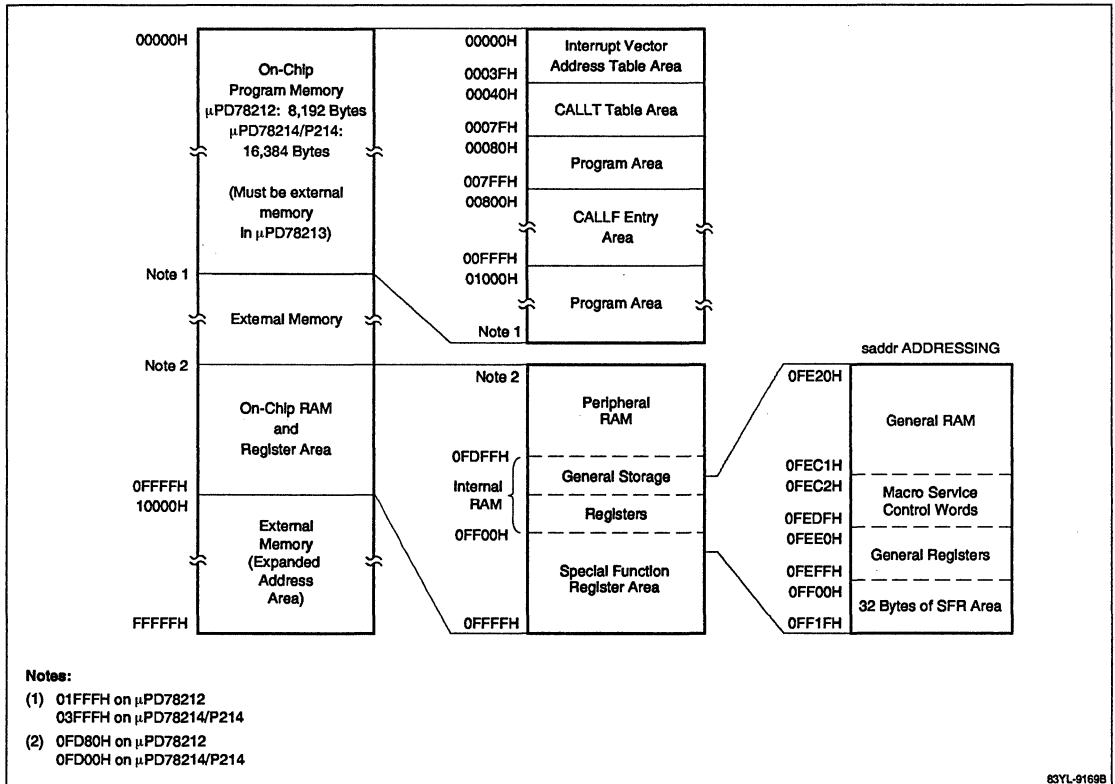 00000H
On-Chip
Program Memory
µPD78212: 8,192 Bytes
µPD78214/P214:
16,384 Bytes
(Must be external
memory
in µPD78213)
Note 1
External Memory
Note 2
On-Chip RAM
and
Register Area
0FFFFH
10000H
External
Memory
(Expanded
Address
Area)
FFFFFH
00000H
Interrupt Vector
Address Table Area
0003FH
00040H
CALLT Table Area
0007FH
00080H
Program Area
007FFH
00800H
CALLF Entry
Area
00FFFH
01000H
Program Area
Note 1
Note 2
Peripheral
RAM
0FDFFH
Internal
RAM
General Storage
Registers
0FF00H
Special Function
Register Area
0FFFFH
saddr ADDRESSING
0FE20H
General RAM
0FEC1H
0FEC2H
Macro Service
Control Words
0FEDFH
0FEE0H
General Registers
0FEFFH
0FF00H
32 Bytes of SFR Area
0FF1FH
Notes:
(1) 01FFFH on µPD78212
03FFFH on µPD78214/P214
(2) 0FD80H on µPD78212
0FD00H on µPD78214/P214
83YL-9169B